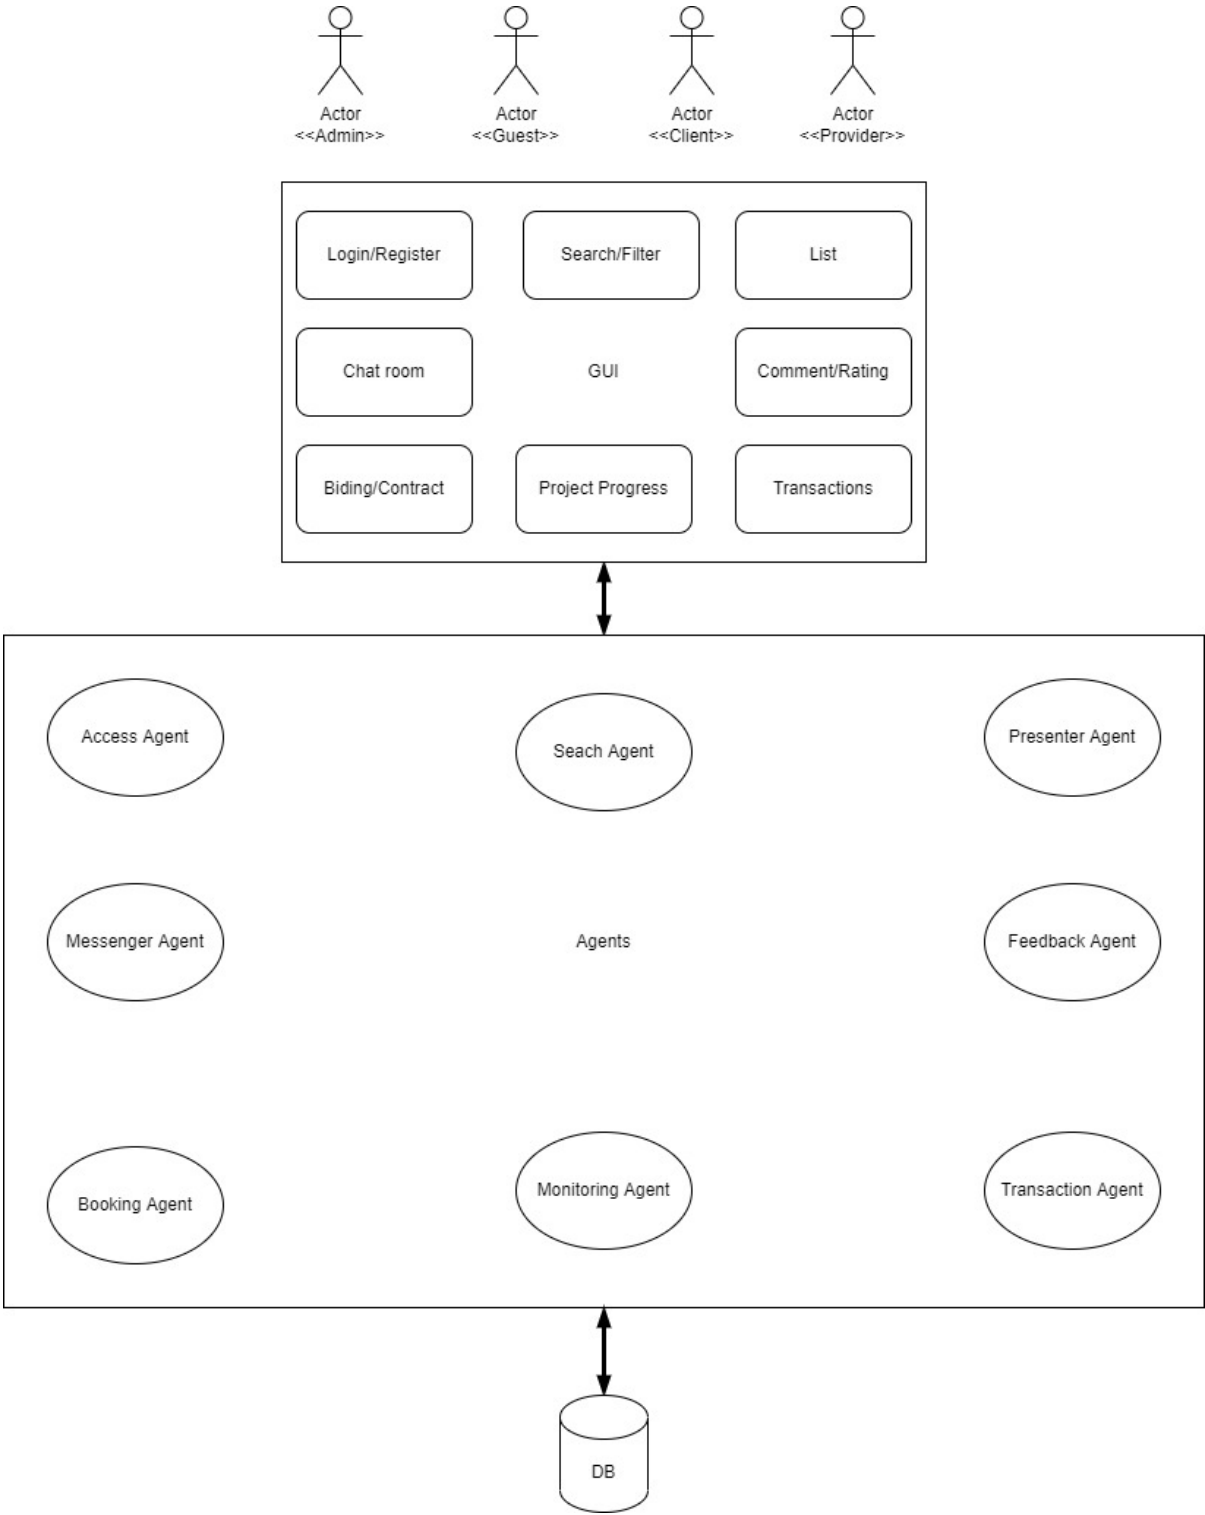 Actor
<<Admin>>
Actor
<<Guest>>
Actor
<<Client>>
Actor
<<Provider>>
Login/Register
Search/Filter
List
Chat room
GUI
Comment/Rating
Biding/Contract
Project Progress
Transactions
Access Agent
Seach Agent
Presenter Agent
Messenger Agent
Agents
Feedback Agent
Booking Agent
Monitoring Agent
Transaction Agent
DB